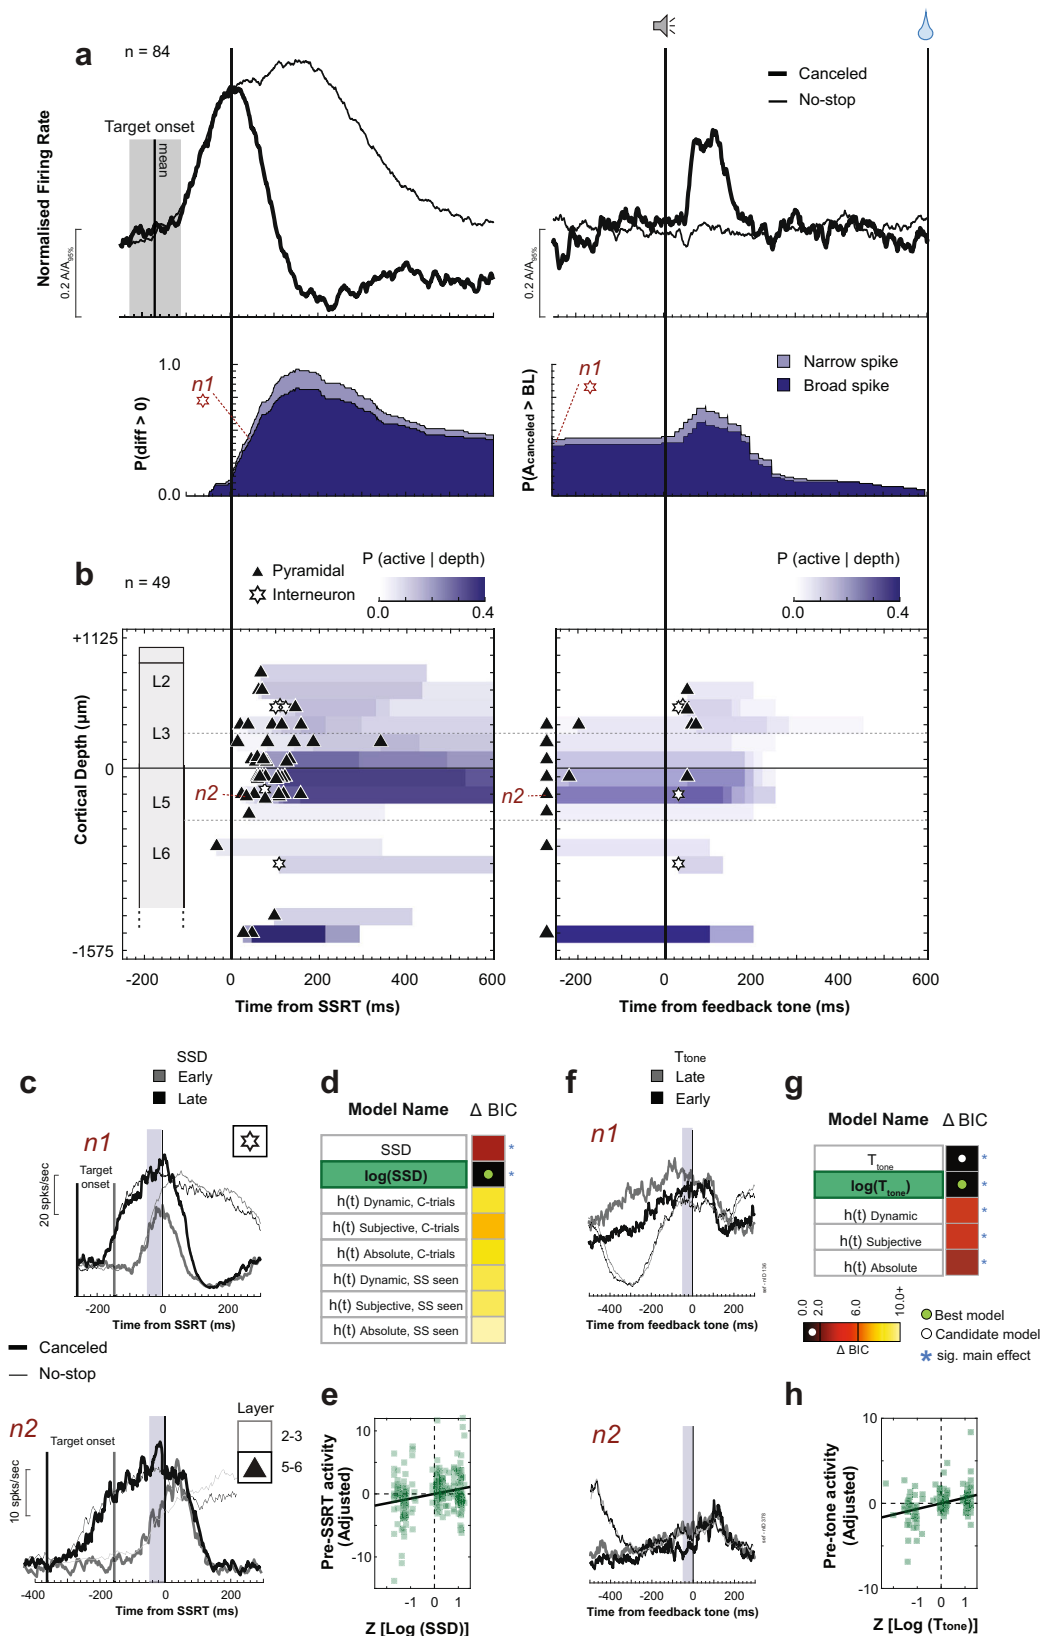 a
n = 84
Target onset
mean
Normalised Firing Rate
0.2 A/A95%
Canceled
No-stop
0.2 A/A95%
1.0
n1
P(diff > 0)
0.0
n1
Narrow spike
Broad spike
P(Acanceled > BL)
b
n = 49
Pyramidal
Interneuron
P (active | depth)
0.0 0.4
P (active | depth)
0.0 0.4
+1125
L2
L3
0
L5
n2
L6
-1575
Cortical Depth (µm)
n2
-200 0 200 400 600
Time from SSRT (ms)
-200 0 200 400 600
Time from feedback tone (ms)
c
SSD
Early
Late
n1
Target
onset
20 spks/sec
-200 0 200
Time from SSRT (ms)
Canceled
No-stop
n2
Target onset
10 spks/sec
Layer
2-3
5-6
-400 -200 0 200
Time from SSRT (ms)
d
Model Name Δ BIC
SSD *
log(SSD) *
h(t) Dynamic, C-trials
h(t) Subjective, C-trials
h(t) Absolute, C-trials
h(t) Dynamic, SS seen
h(t) Subjective, SS seen
h(t) Absolute, SS seen
e
Pre-SSRT activity
(Adjusted)
10
0
-10
-1 0 1
Z [Log (SSD)]
f
Ttone
Late
Early
n1
sef - nID 136
-400 -200 0 200
Time from feedback tone (ms)
n2
sef - nID 378
-400 -200 0 200
Time from feedback tone (ms)
g
Model Name Δ BIC
Ttone *
log(Ttone) *
h(t) Dynamic *
h(t) Subjective *
h(t) Absolute *
0.0 2.0 6.0 10.0+
Δ BIC
Best model
Candidate model
* sig. main effect
h
Pre-tone activity
(Adjusted)
10
0
-10
-1 0 1
Z [Log (Ttone)]